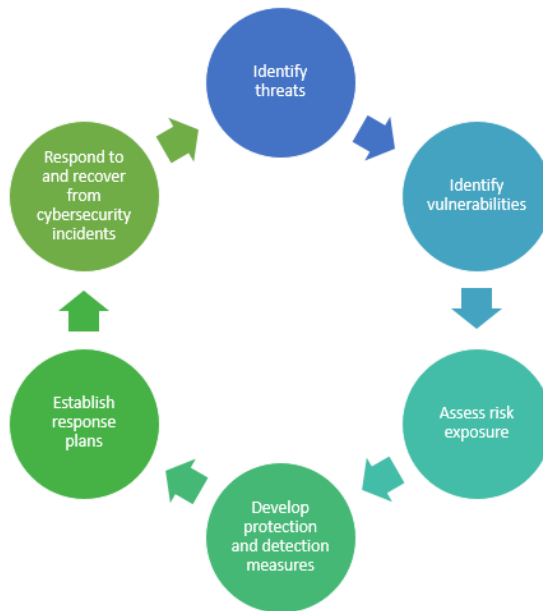 Identify
threats
Identify
vulnerabilities
Assess risk
exposure
Develop
protection
and detection
measures
Establish
response
plans
Respond to
and recover
from
cybersecurity
incidents